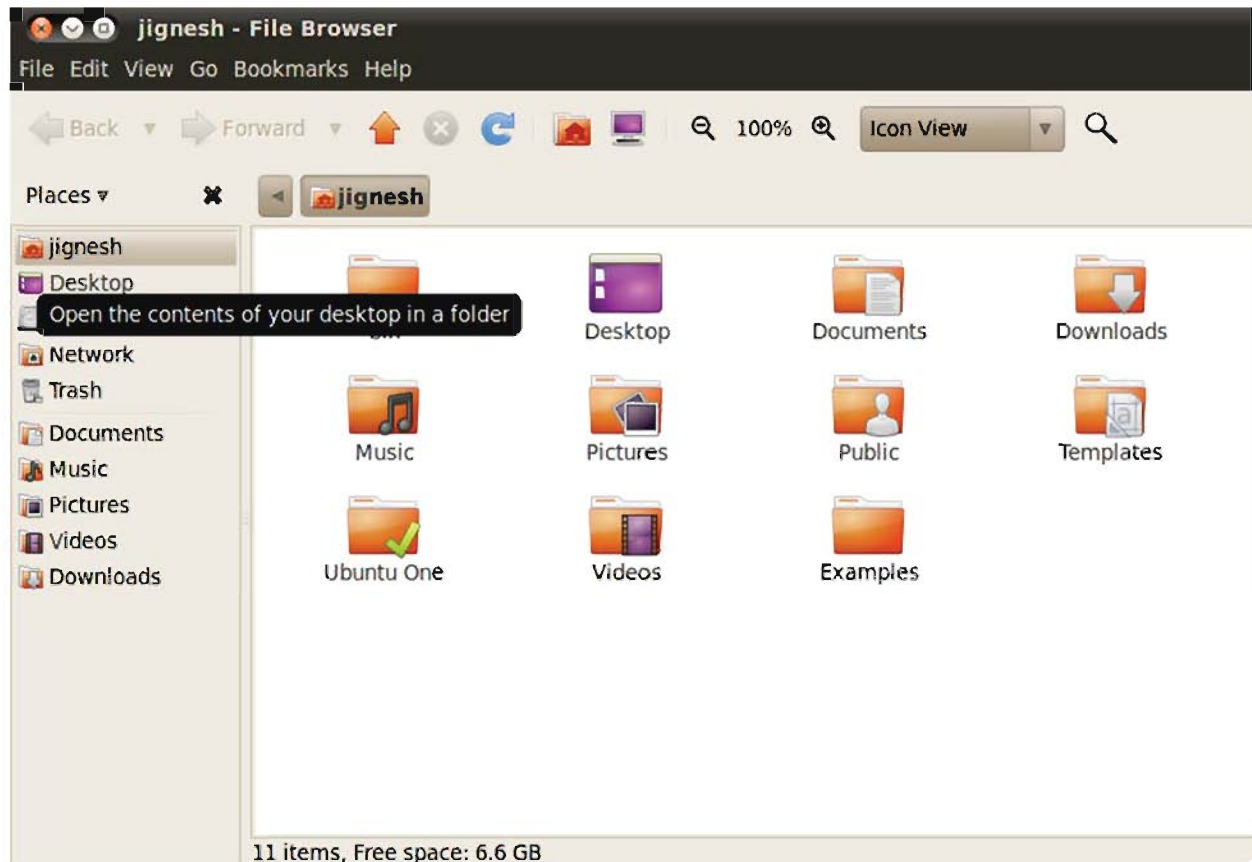 jignesh - File Browser
File Edit View Go Bookmarks Help
Back Forward 100% Icon View
Places jignesh
jignesh
Desktop
Open the contents of your desktop in a folder
Network
Trash
Documents
Music
Pictures
Videos
Downloads
Desktop Documents Downloads
Music Pictures Public Templates
Ubuntu One Videos Examples
11 items, Free space: 6.6 GB